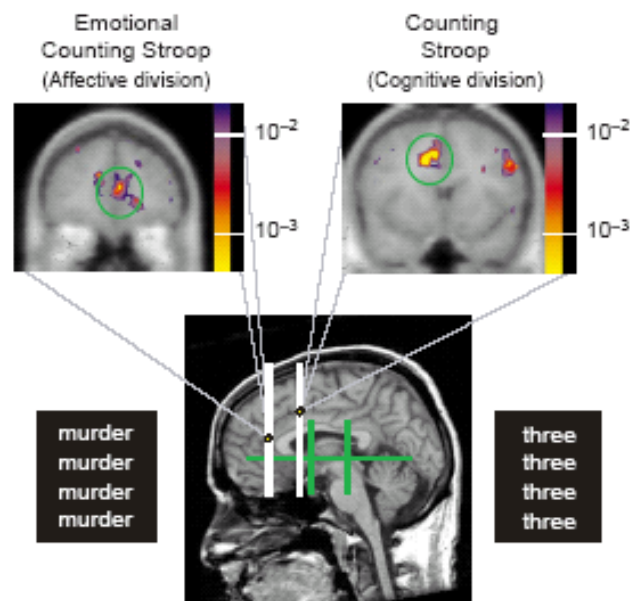 Emotional
Counting Stroop
(Affective division)
Counting
Stroop
(Cognitive division)
10⁻²
10⁻³
10⁻²
10⁻³
murder
murder
murder
murder
three
three
three
three